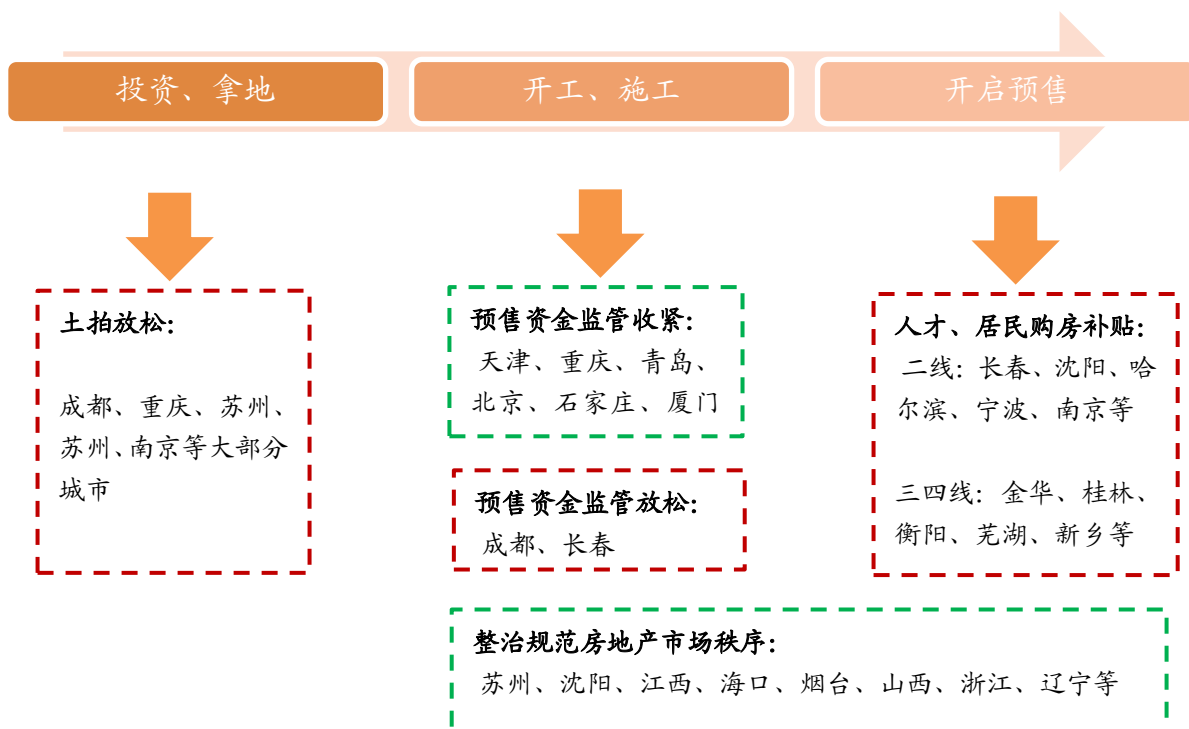 投资、拿地
开工、施工
开启预售
土拍放松：
成都、重庆、苏州、
苏州、南京等大部分
城市
预售资金监管收紧：
天津、重庆、青岛、
北京、石家庄、厦门
预售资金监管放松：
成都、长春
人才、居民购房补贴：
二线：长春、沈阳、哈
尔滨、宁波、南京等
三四线：金华、桂林、
衡阳、芜湖、新乡等
整治规范房地产市场秩序：
苏州、沈阳、江西、海口、烟台、山西、浙江、辽宁等